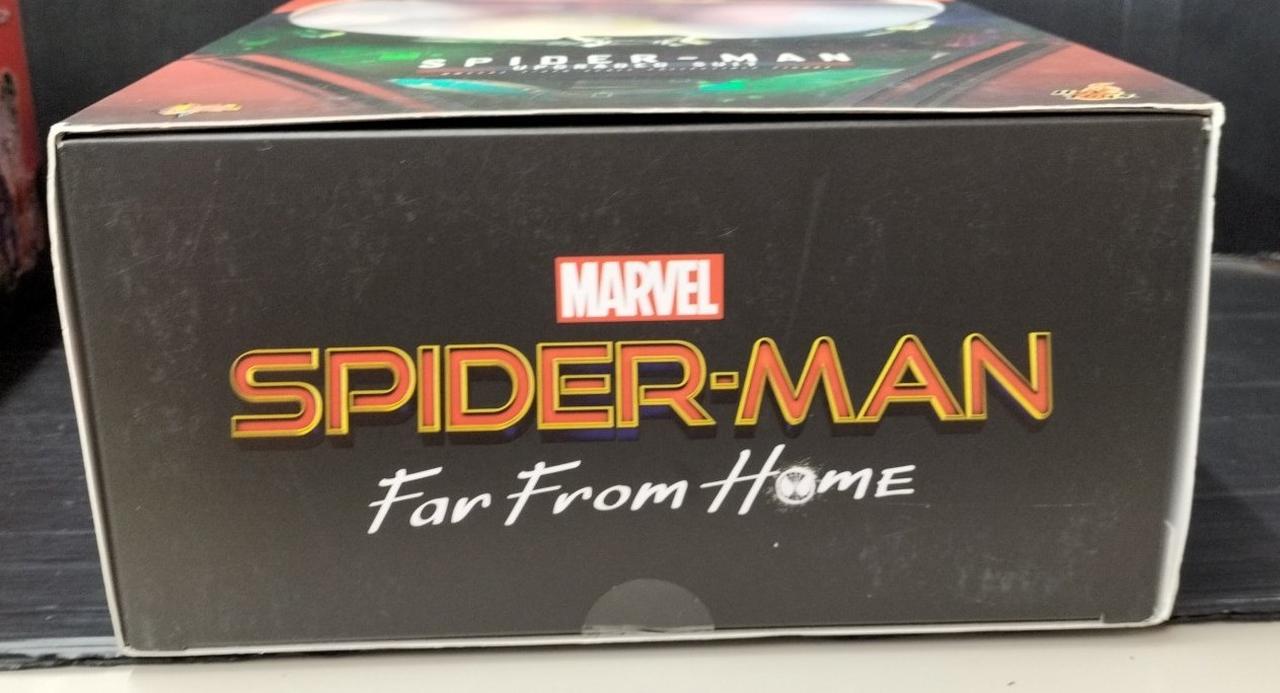 SPIDER-MAN
MARVEL
SPIDER-MAN
Far From Home